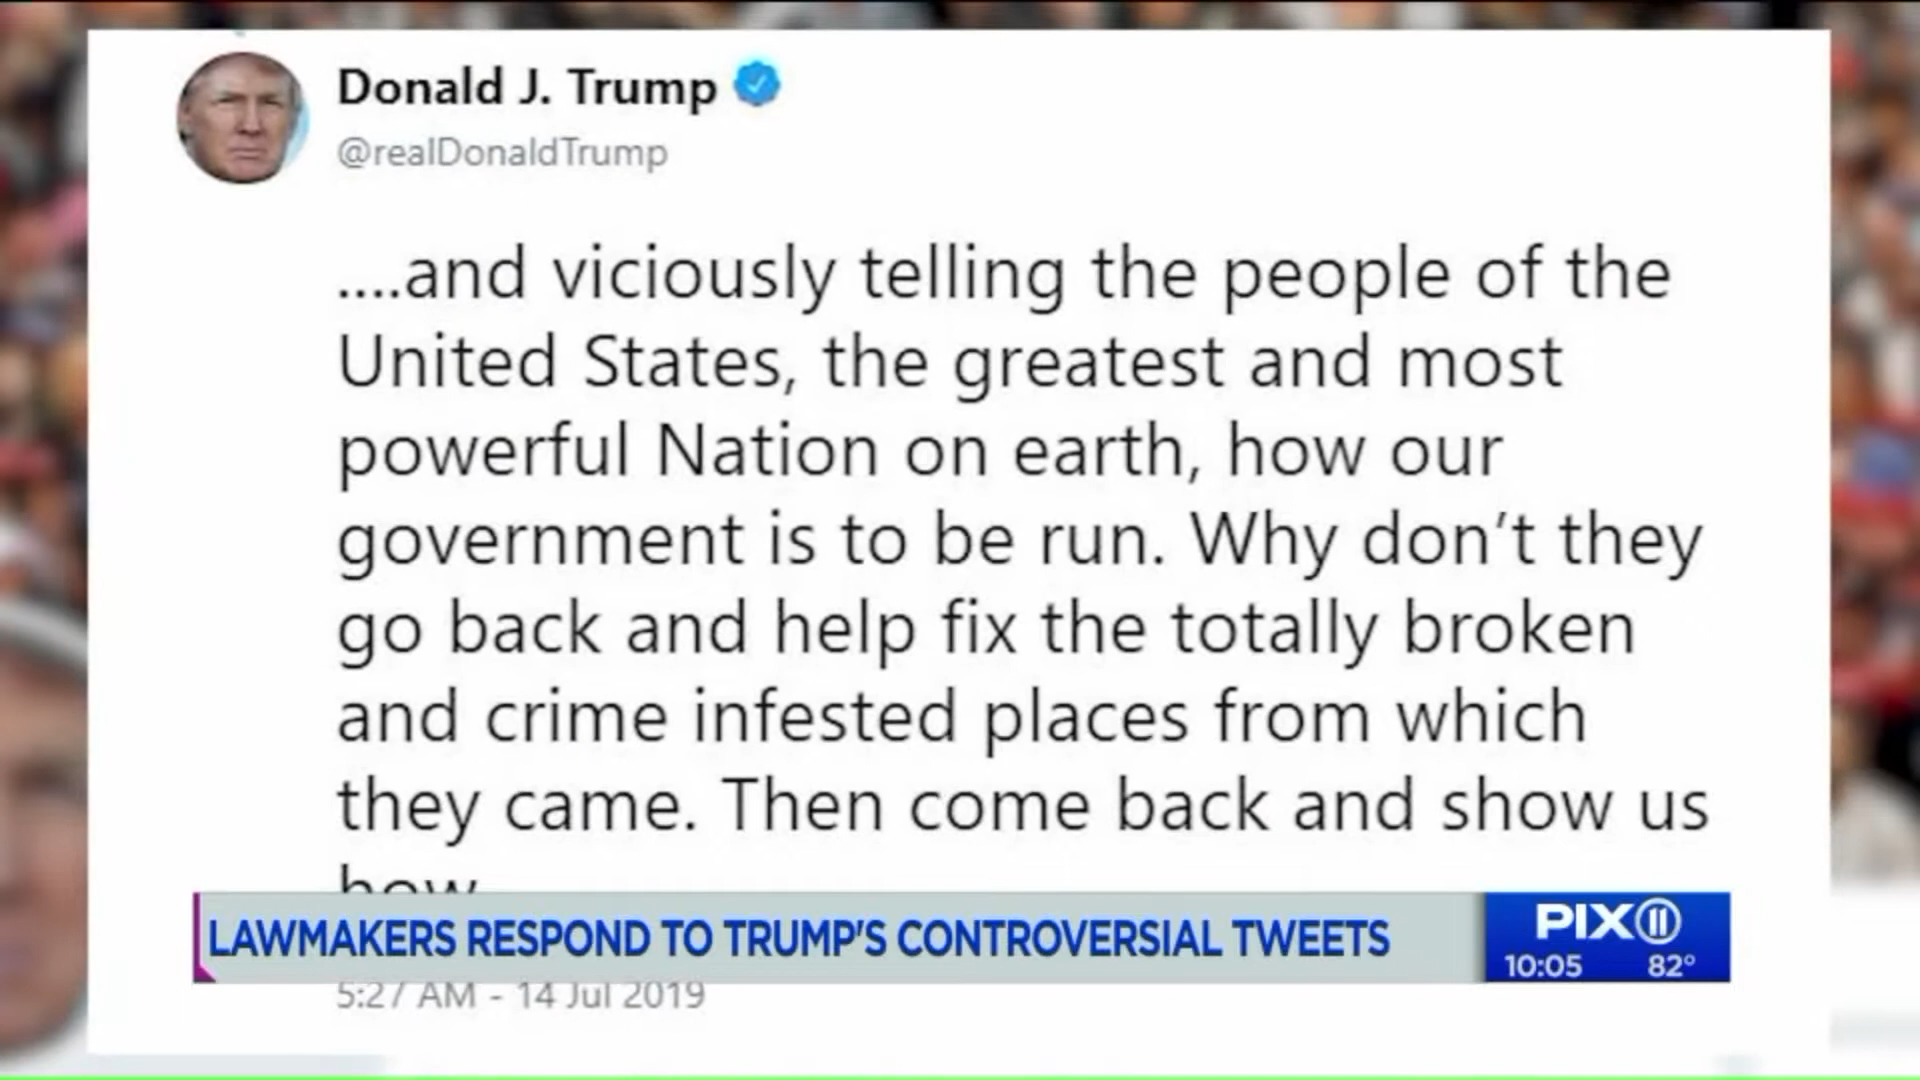 Donald J. Trump
@realDonaldTrump
....and viciously telling the people of the
United States, the greatest and most
powerful Nation on earth, how our
government is to be run. Why don't they
go back and help fix the totally broken
and crime infested places from which
they came. Then come back and show us
how
LAWMAKERS RESPOND TO TRUMP'S CONTROVERSIAL TWEETS
PIX11
10:05 82°
5:27 AM - 14 Jul 2019